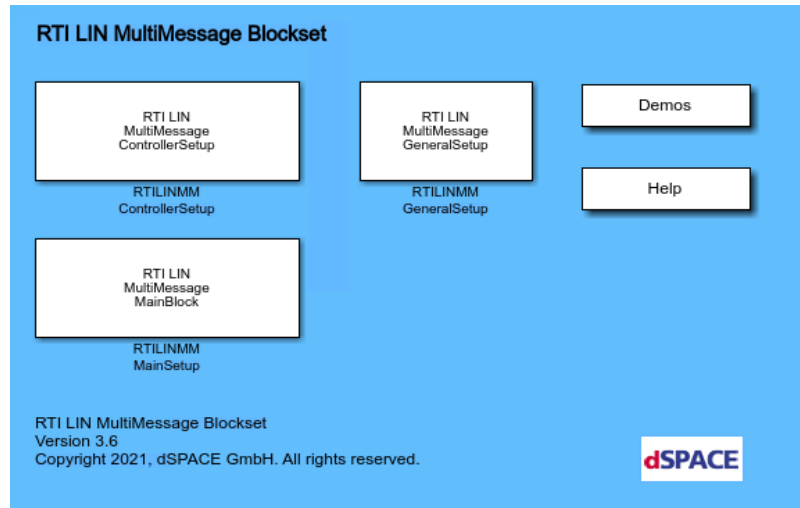 RTI LIN MultiMessage Blockset
RTI LIN
MultiMessage
ControllerSetup
RTILINMM
ControllerSetup
RTI LIN
MultiMessage
GeneralSetup
RTILINMM
GeneralSetup
Demos
Help
RTI LIN
MultiMessage
MainBlock
RTILINMM
MainSetup
RTI LIN MultiMessage Blockset
Version 3.6
Copyright 2021, dSPACE GmbH. All rights reserved.
dSPACE